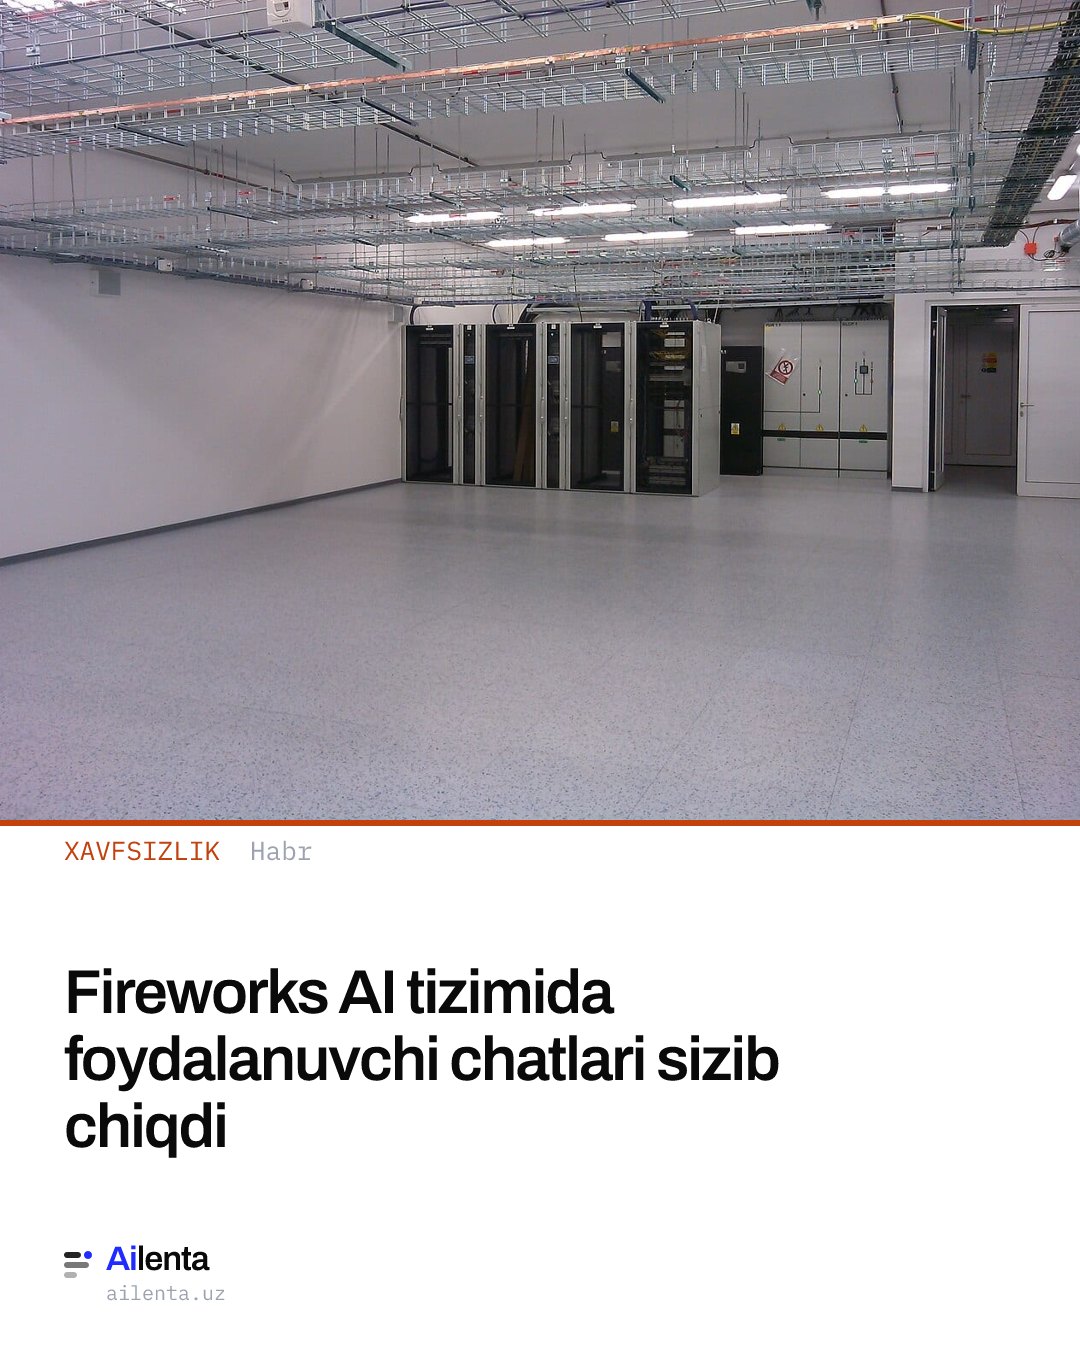 XAVFSIZLIK Habr
Fireworks AI tizimida
foydalanuvchi chatlari sizib
chiqdi
Ailenta
ailenta.uz